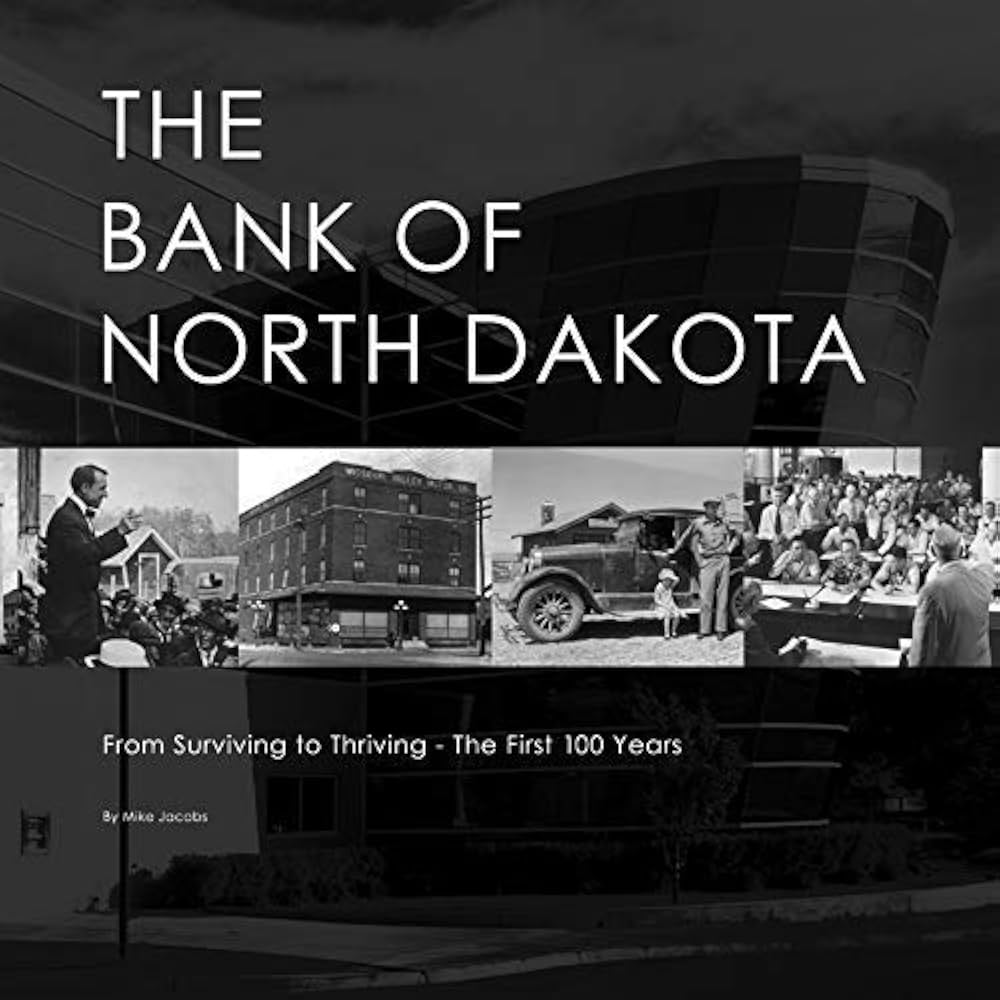 THE
BANK OF
NORTH DAKOTA
From Surviving to Thriving - The First 100 Years
By Mike Jacobs